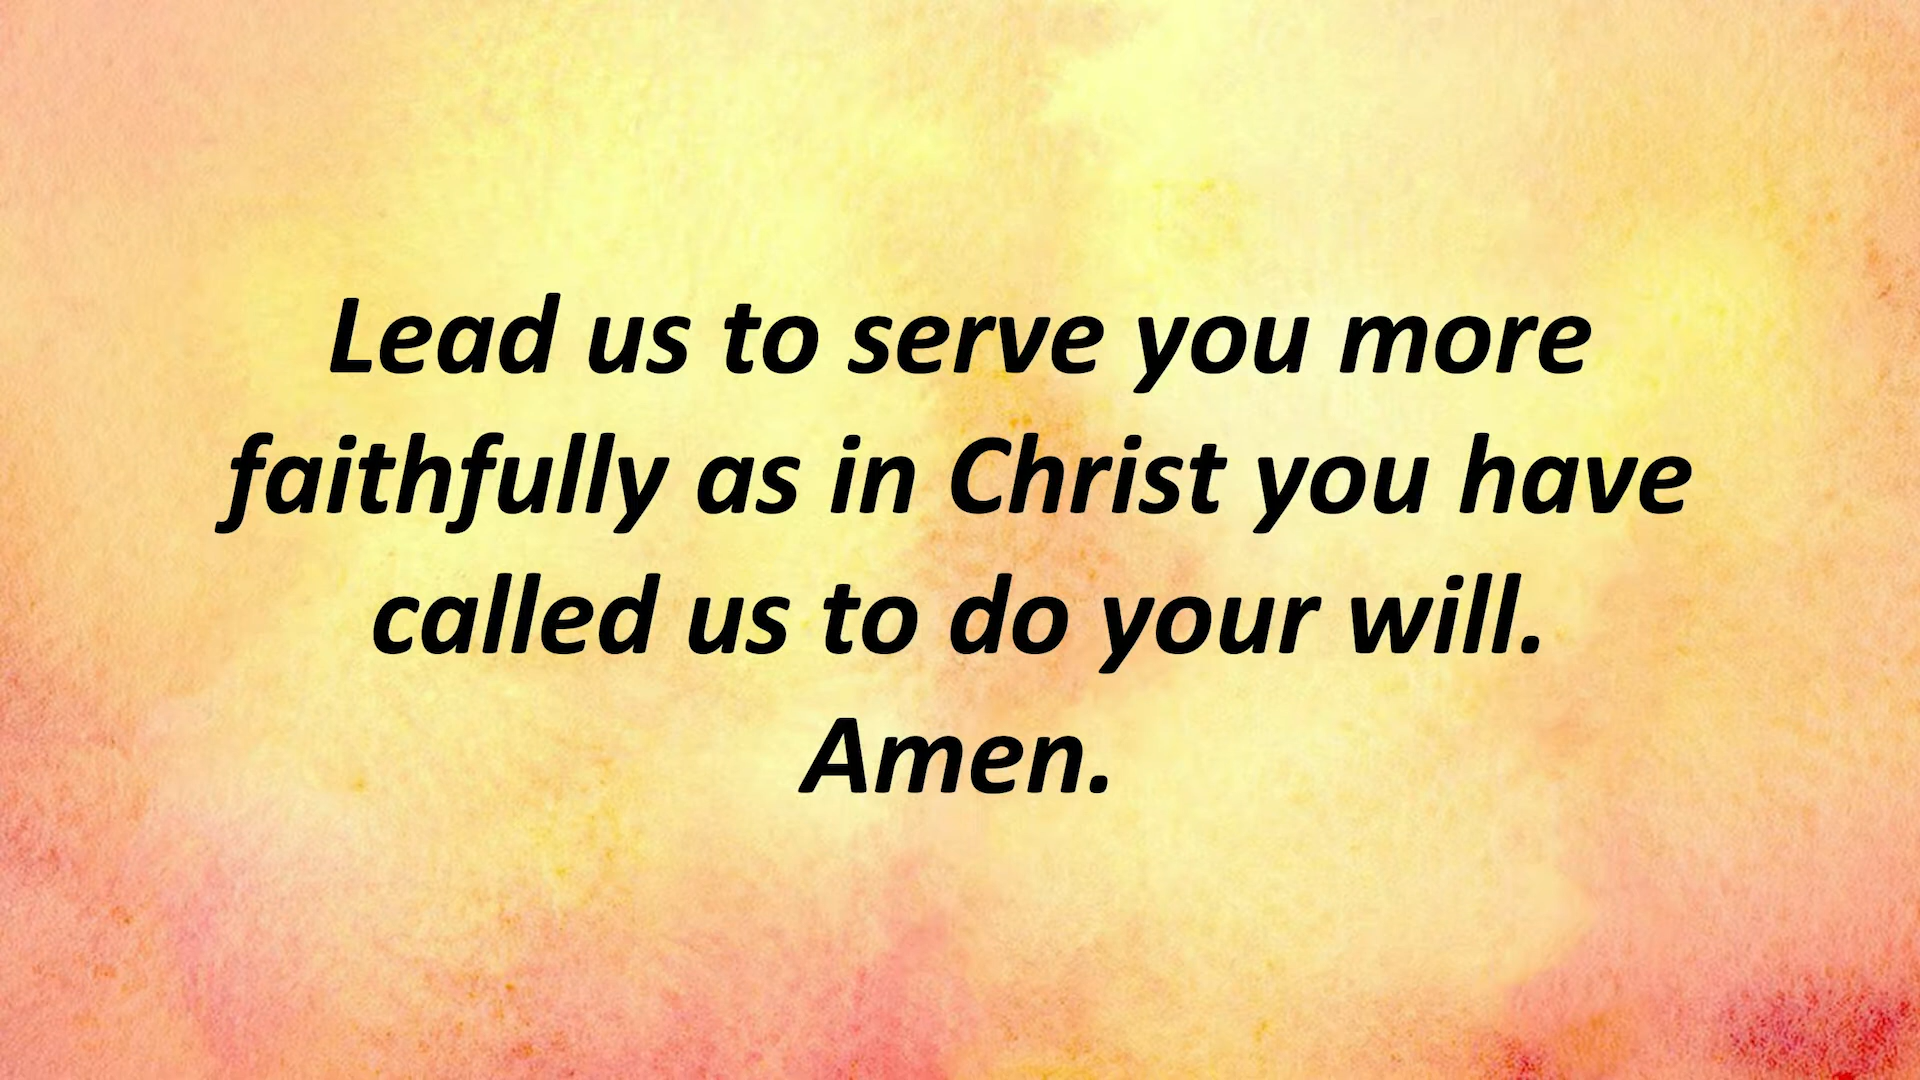 Lead us to serve you more
faithfully as in Christ you have
called us to do your will.
Amen.